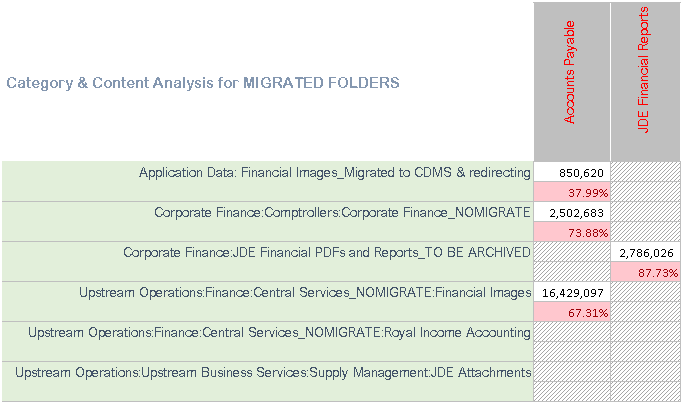 Category & Content Analysis for MIGRATED FOLDERS
Accounts Payable
JDE Financial Reports
Application Data: Financial Images_Migrated to CDMS & redirecting
850,620
37.99%
Corporate Finance:Comptrollers:Corporate Finance_NOMIGRATE
2,502,683
73.88%
Corporate Finance:JDE Financial PDFs and Reports_TO BE ARCHIVED
2,786,026
87.73%
Upstream Operations:Finance:Central Services_NOMIGRATE:Financial Images
16,429,097
67.31%
Upstream Operations:Finance:Central Services_NOMIGRATE:Royal Income Accounting
Upstream Operations:Upstream Business Services:Supply Management:JDE Attachments